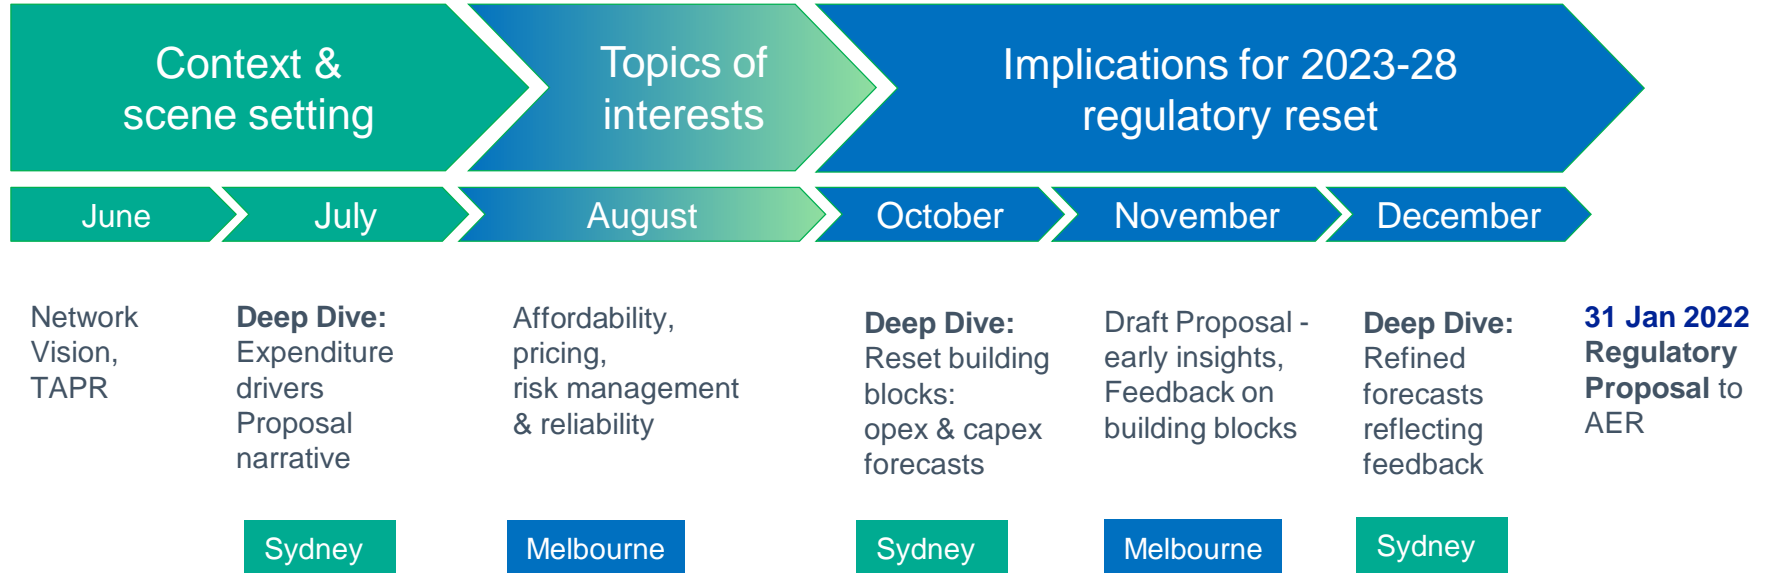 Context &
scene setting
Topics of
interests
Implications for 2023-28
regulatory reset
June
July
August
October
November
December
Network
Vision,
TAPR
Deep Dive:
Expenditure
drivers
Proposal
narrative
Affordability,
pricing,
risk management
& reliability
Deep Dive:
Reset building
blocks:
opex & capex
forecasts
Draft Proposal -
early insights,
Feedback on
building blocks
Deep Dive:
Refined
forecasts
reflecting
feedback
31 Jan 2022
Regulatory
Proposal to
AER
Sydney
Melbourne
Sydney
Melbourne
Sydney